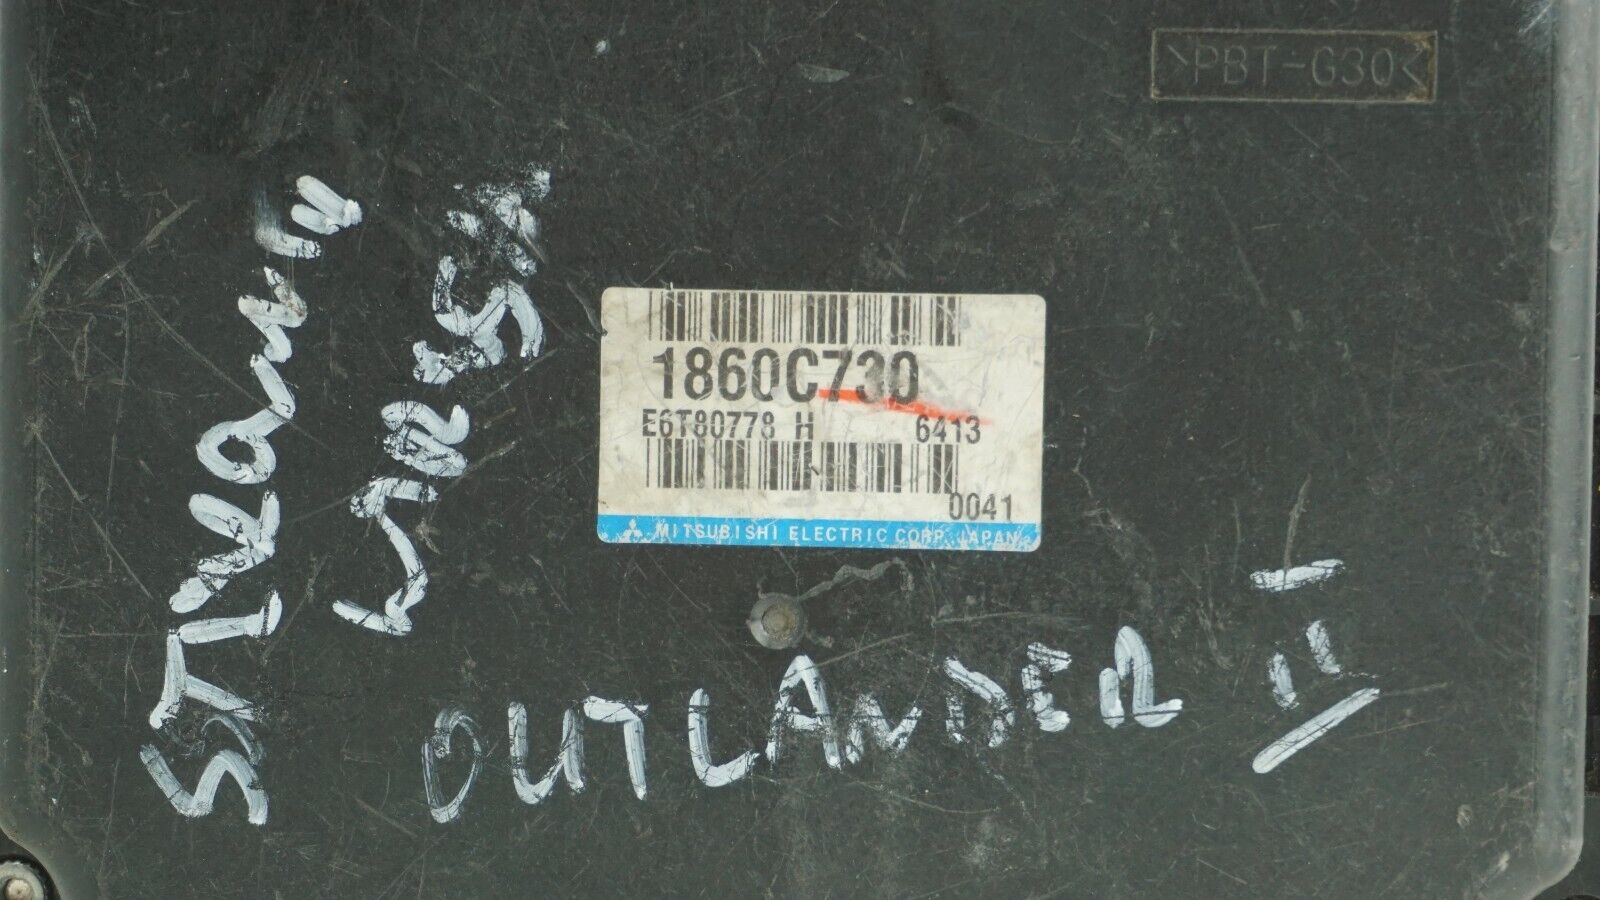 >PBT-G30<
1860C730
E6T80778 H 6413
0041
MITSUBISHI ELECTRIC CORP. JAPAN
OUTLANDER II